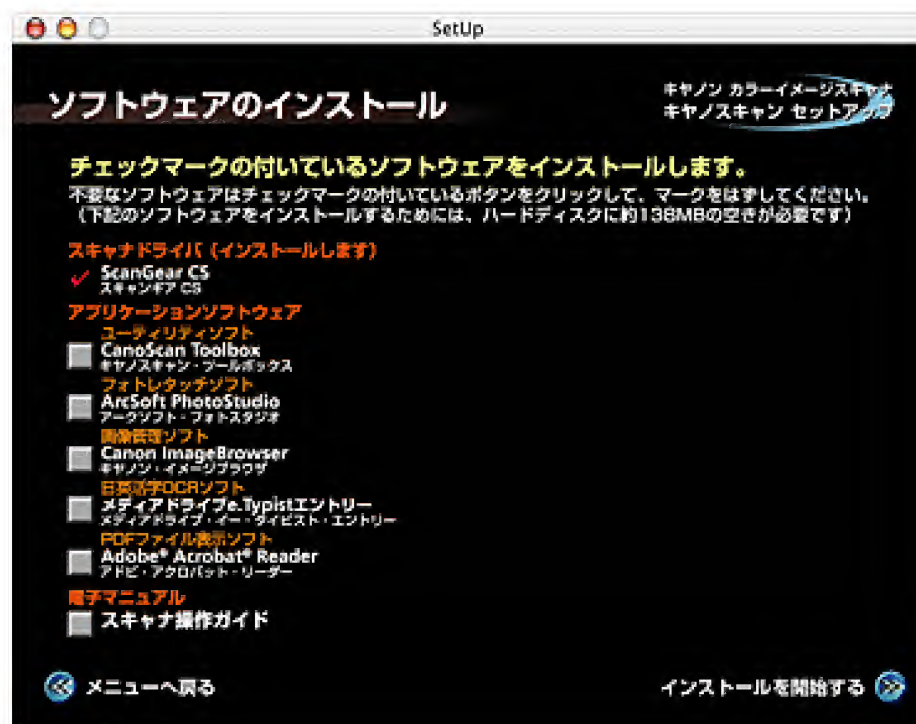 SetUp
ソフトウェアのインストール
キヤノン カラーイメージスキャナ
キヤノスキャン セットアップ
チェックマークの付いているソフトウェアをインストールします。
不要なソフトウェアはチェックマークの付いているボタンをクリックして、マークをはずしてください。
(下記のソフトウェアをインストールするためには、ハードディスクに約138MBの空きが必要です)
スキャナドライバ(インストールします)
ScanGear CS
スキャンギア CS
アプリケーションソフトウェア
ユーティリティソフト
CanoScan Toolbox
キヤノスキャン・ツールボックス
フォトレタッチソフト
ArcSoft PhotoStudio
アークソフト・フォトスタジオ
画像管理ソフト
Canon ImageBrowser
キヤノン・イメージブラウザ
日英活字OCRソフト
メディアドライブe.Typistエントリー
メディアドライブ・イー・タイピスト・エントリー
PDFファイル表示ソフト
Adobe® Acrobat® Reader
アドビ・アクロバット・リーダー
電子マニュアル
スキャナ操作ガイド
メニューへ戻る
インストールを開始する